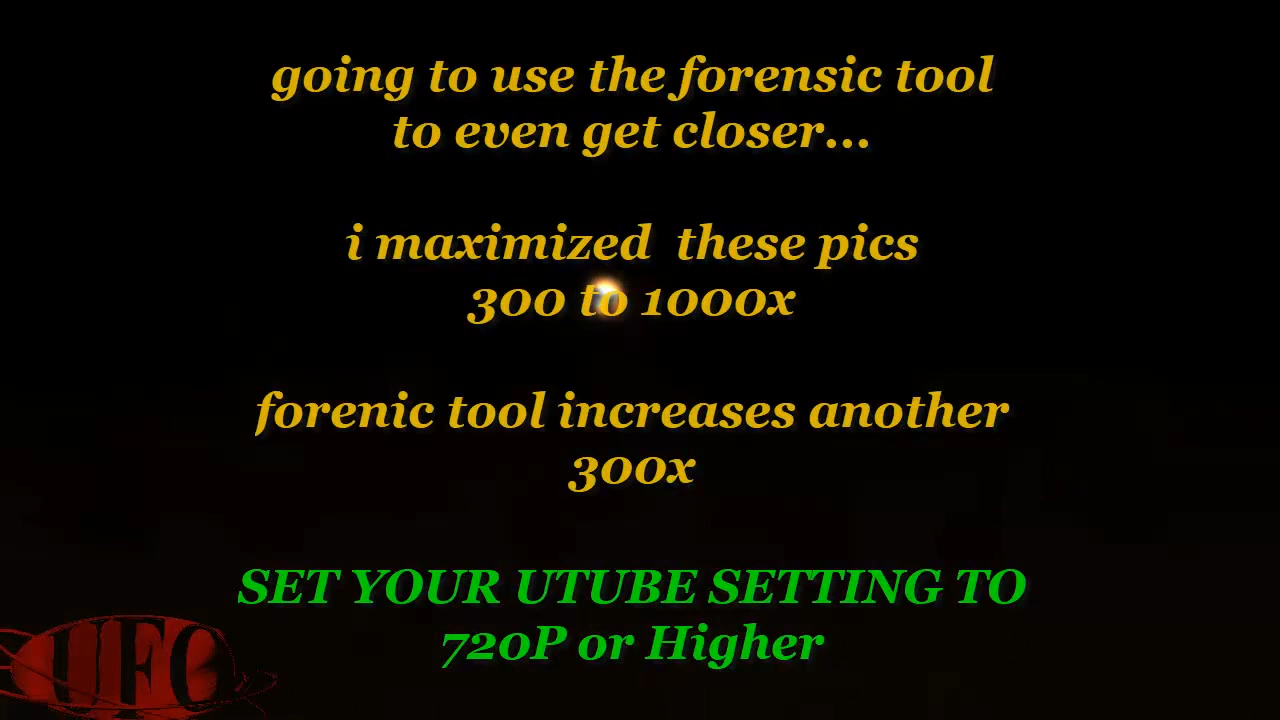 going to use the forensic tool
to even get closer...
i maximized these pics
300 to 1000x
forenic tool increases another
300x
SET YOUR UTUBE SETTING TO
720P or Higher
UFO